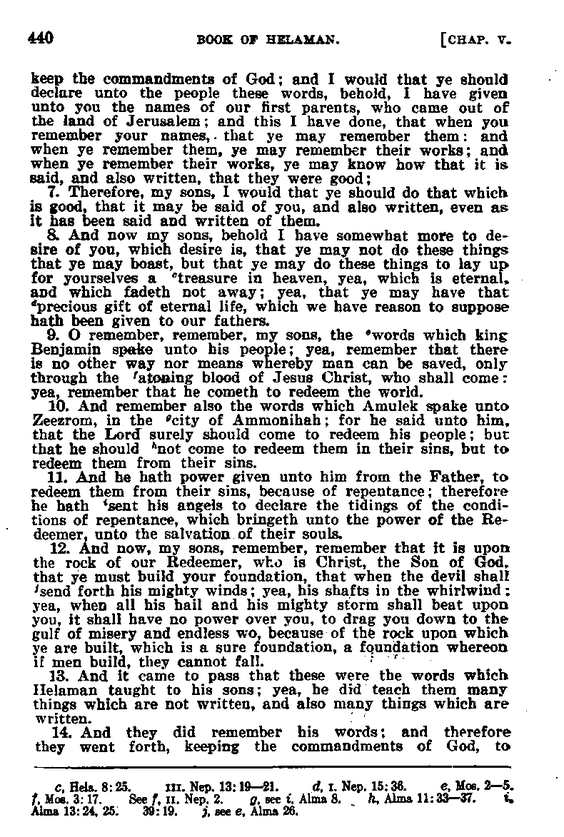 440 BOOK OF HELAMAN. [CHAP. V.
keep the commandments of God; and I would that ye should
declare unto the people these words, behold, I have given
unto you the names of our first parents, who came out of
the land of Jerusalem; and this I have done, that when you
remember your names, that ye may remember them: and
when ye remember them, ye may remember their works; and
when ye remember their works, ye may know how that it is
said, and also written, that they were good;
7. Therefore, my sons, I would that ye should do that which
is good, that it may be said of you, and also written, even as
it has been said and written of them.
8. And now my sons, behold I have somewhat more to de-
sire of you, which desire is, that ye may not do these things
that ye may boast, but that ye may do these things to lay up
for yourselves a ᶜtreasure in heaven, yea, which is eternal,
and which fadeth not away; yea, that ye may have that
ᵈprecious gift of eternal life, which we have reason to suppose
hath been given to our fathers.
9. O remember, remember, my sons, the ᵉwords which king
Benjamin spake unto his people; yea, remember that there
is no other way nor means whereby man can be saved, only
through the ᶠatoning blood of Jesus Christ, who shall come:
yea, remember that he cometh to redeem the world.
10. And remember also the words which Amulek spake unto
Zeezrom, in the ᵍcity of Ammonihah; for he said unto him,
that the Lord surely should come to redeem his people; but
that he should ʰnot come to redeem them in their sins, but to
redeem them from their sins.
11. And he hath power given unto him from the Father, to
redeem them from their sins, because of repentance; therefore
he hath ⁱsent his angels to declare the tidings of the condi-
tions of repentance, which bringeth unto the power of the Re-
deemer, unto the salvation of their souls.
12. And now, my sons, remember, remember that it is upon
the rock of our Redeemer, who is Christ, the Son of God,
that ye must build your foundation, that when the devil shall
ʲsend forth his mighty winds; yea, his shafts in the whirlwind;
yea, when all his hail and his mighty storm shall beat upon
you, it shall have no power over you, to drag you down to the
gulf of misery and endless wo, because of the rock upon which
ye are built, which is a sure foundation, a foundation whereon
if men build, they cannot fall.
13. And it came to pass that these were the words which
Helaman taught to his sons; yea, he did teach them many
things which are not written, and also many things which are
written.
14. And they did remember his words; and therefore
they went forth, keeping the commandments of God, to
c, Hela. 8: 25. III. Nep. 13: 19—21. d, I. Nep. 15: 36. e, Mos. 2—5.
f, Mos. 3: 17. See f, II. Nep. 2. g, see i, Alma 8. h, Alma 11: 33—37. i,
Alma 13: 24, 25. 39: 19. j, see e, Alma 26.